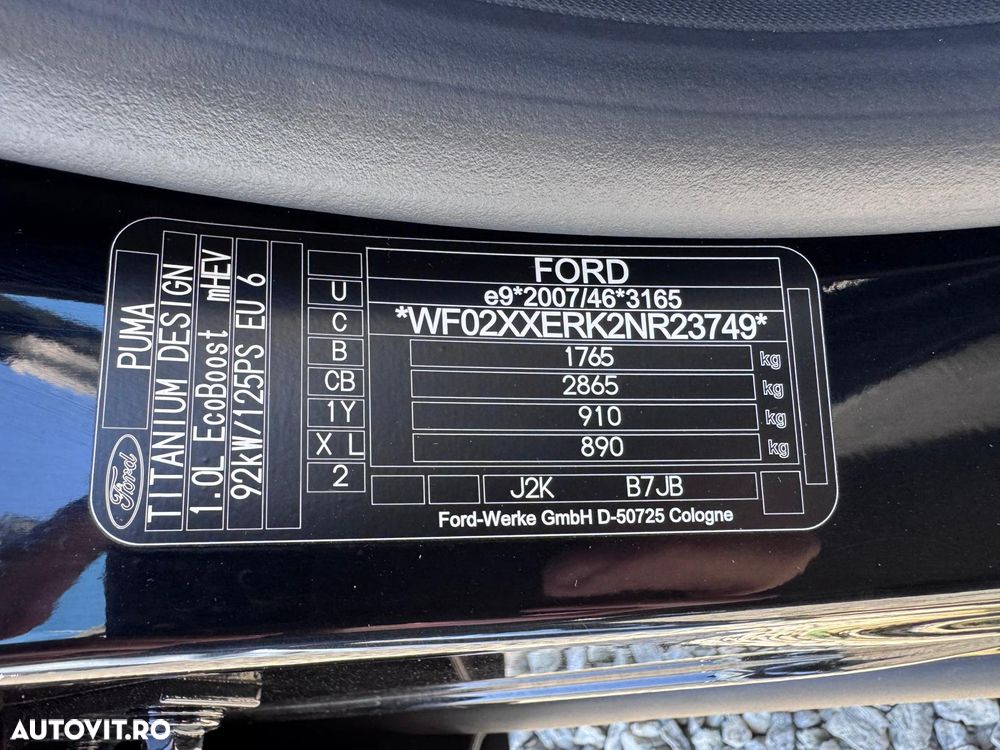 FORD
e9*2007/46*3165
*WF02XXERK2NR23749*
1765 kg
2865 kg
910 kg
890 kg
J2K B7JB
Ford-Werke GmbH D-50725 Cologne
U
C
B
CB
1Y
X L
2
PUMA
TITANIUM DESIGN
1.0L EcoBoost mHEV
92kW/125PS EU 6
Ford
AUTOVIT.RO